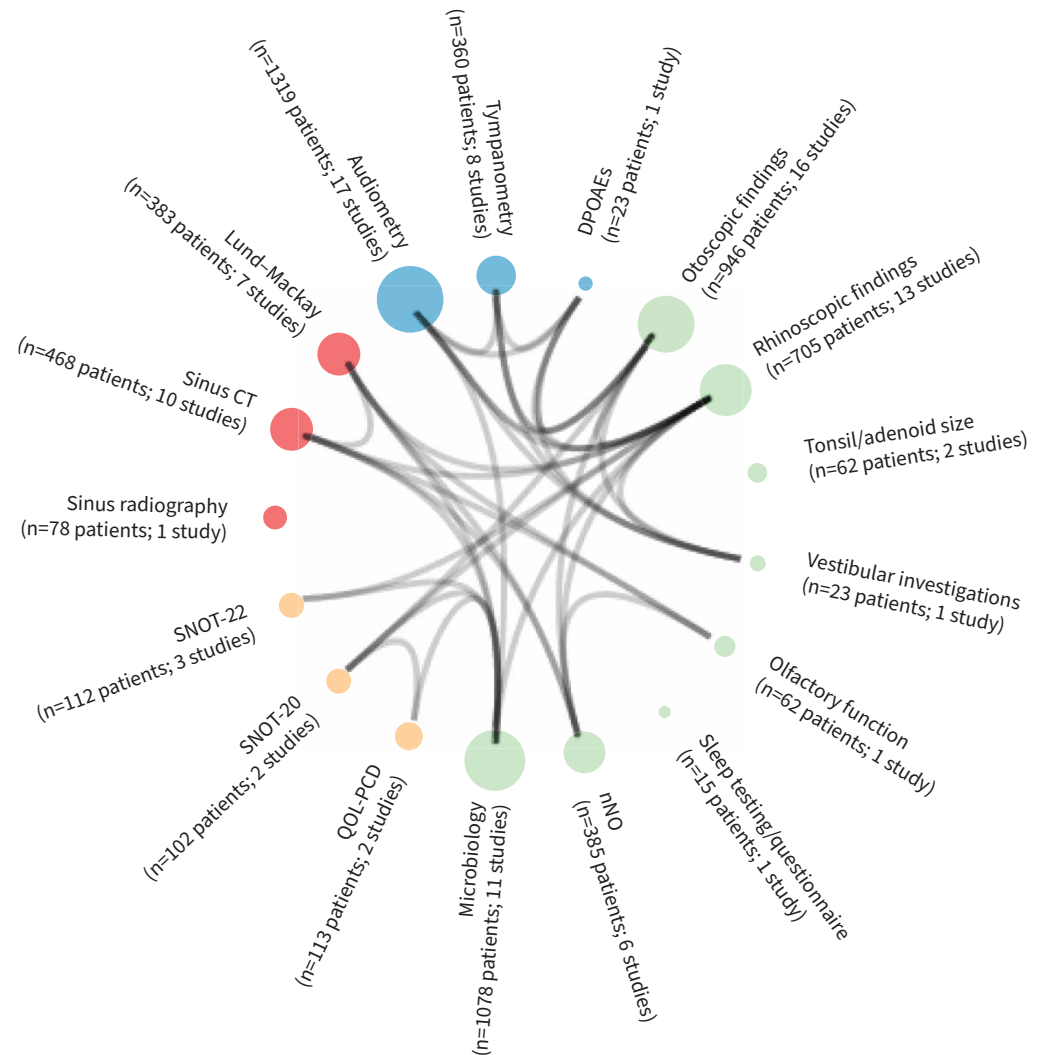 Tympanometry
(n=360 patients; 8 studies)
DPOAEs
(n=23 patients; 1 study)
Otoscopic findings
(n=946 patients; 16 studies)
Rhinoscopic findings
(n=705 patients; 13 studies)
Tonsil/adenoid size
(n=62 patients; 2 studies)
Vestibular investigations
(n=23 patients; 1 study)
Olfactory function
(n=62 patients; 1 study)
Sleep testing/questionnaire
(n=15 patients; 1 study)
nNO
(n=385 patients; 6 studies)
Microbiology
(n=1078 patients; 11 studies)
QOL-PCD
(n=113 patients; 2 studies)
SNOT-20
(n=102 patients; 2 studies)
SNOT-22
(n=112 patients; 3 studies)
Sinus radiography
(n=78 patients; 1 study)
Sinus CT
(n=468 patients; 10 studies)
Lund–Mackay
(n=383 patients; 7 studies)
Audiometry
(n=1319 patients; 17 studies)